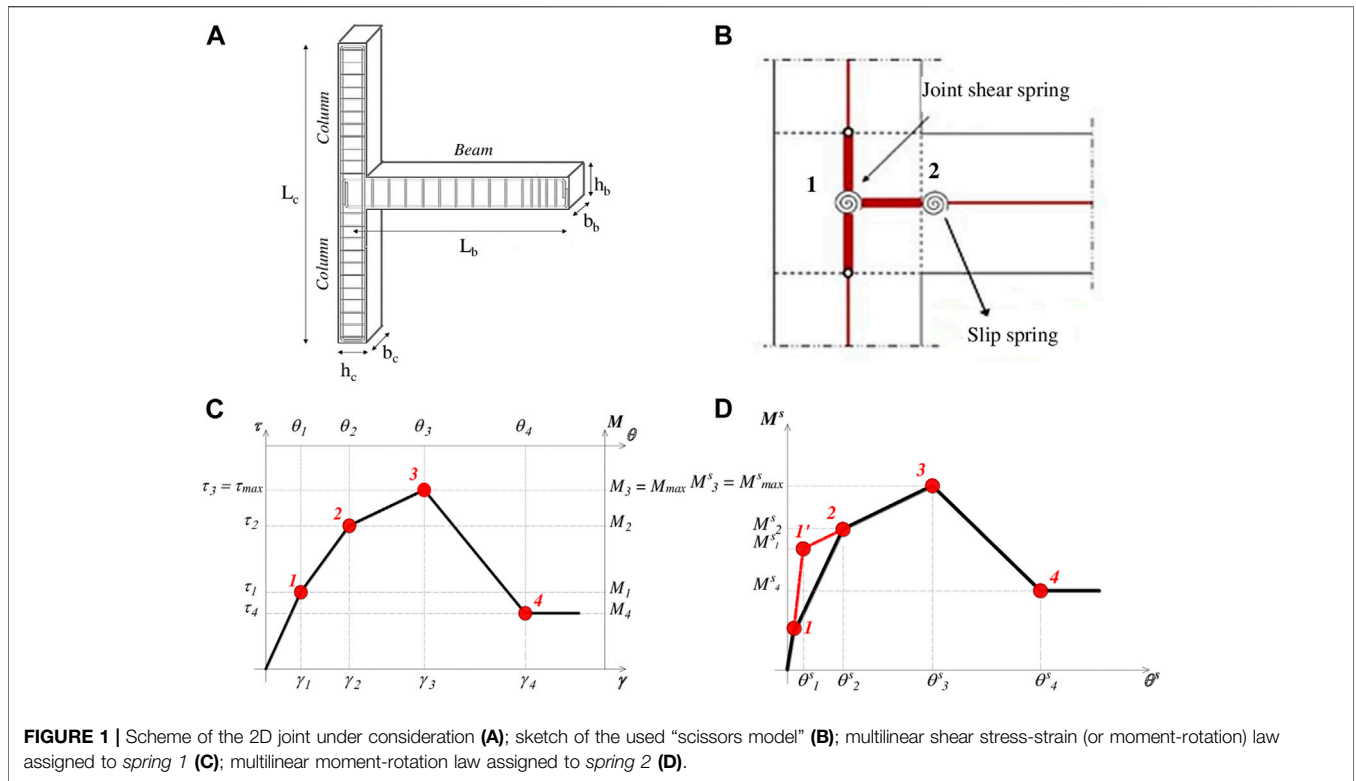 A
Column
Column
Beam
L_c
h_b
b_b
L_b
b_c
h_c
B
Joint shear spring
1
2
Slip spring
C
τ θ_1 θ_2 θ_3 θ_4 M θ
τ_3 = τ_max
τ_2
τ_1
τ_4
1
2
3
4
M_3 = M_max
M_2
M_1
M_4
γ_1 γ_2 γ_3 γ_4 γ
D
M^s
M^s_3 = M^s_max
M^s_2
M^s_1
M^s_4
1
1'
2
3
4
θ^s_1 θ^s_2 θ^s_3 θ^s_4 θ^s
FIGURE 1 | Scheme of the 2D joint under consideration (A); sketch of the used “scissors model” (B); multilinear shear stress-strain (or moment-rotation) law
assigned to spring 1 (C); multilinear moment-rotation law assigned to spring 2 (D).